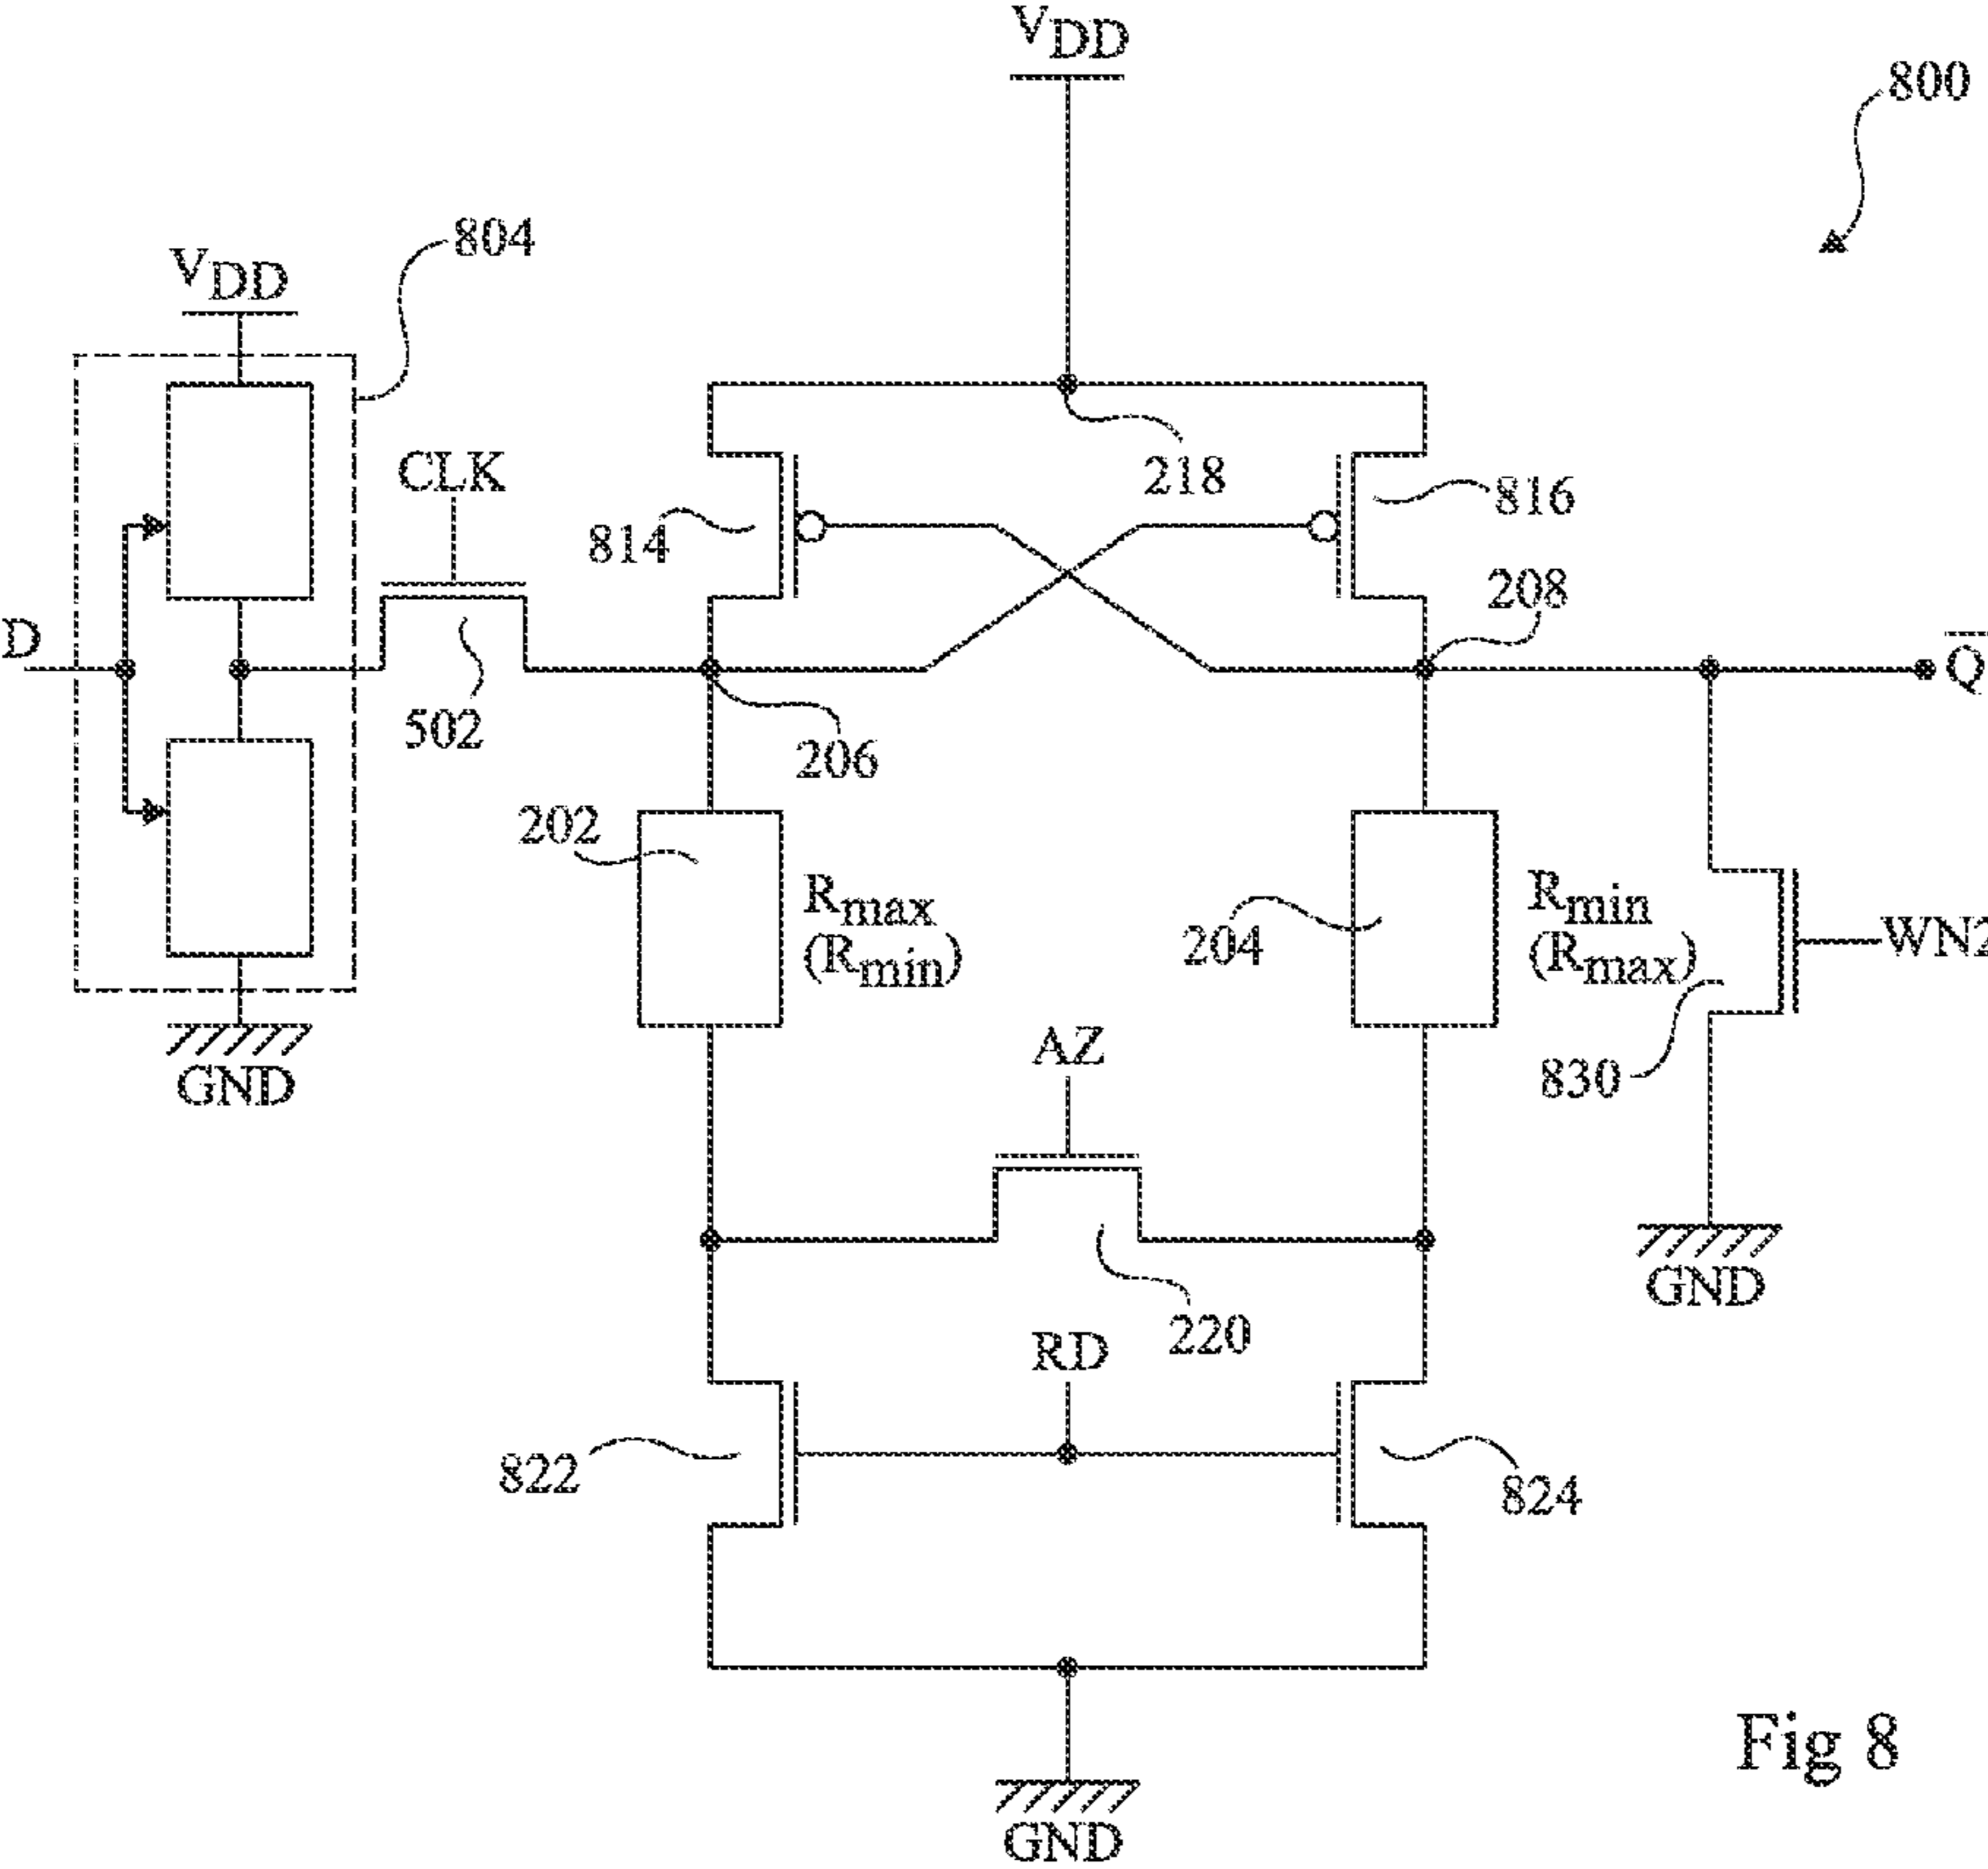 VDD
800
804
VDD
CLK
218
816
814
208
D
Q̅
502
206
202
Rmax
(Rmin)
204
Rmin
(Rmax)
WN2
830
AZ
GND
GND
220
RD
822
824
GND
Fig 8